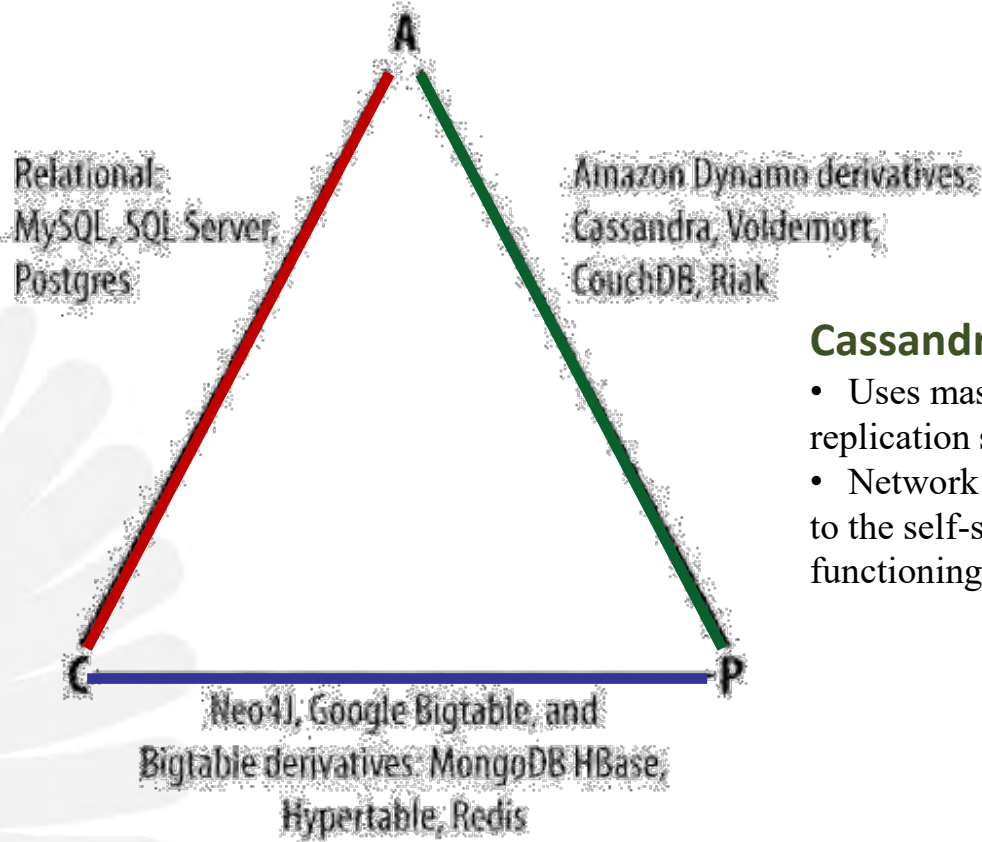 A
Relational:
MySQL, SQL Server,
Postgres
Amazon Dynamo derivatives:
Cassandra, Voldemort,
CouchDB, Riak
Cassandr
• Uses mas
replication s
• Network
to the self-s
functioning
C
P
Neo4J, Google Bigtable, and
Bigtable derivatives: MongoDB HBase,
Hypertable, Redis